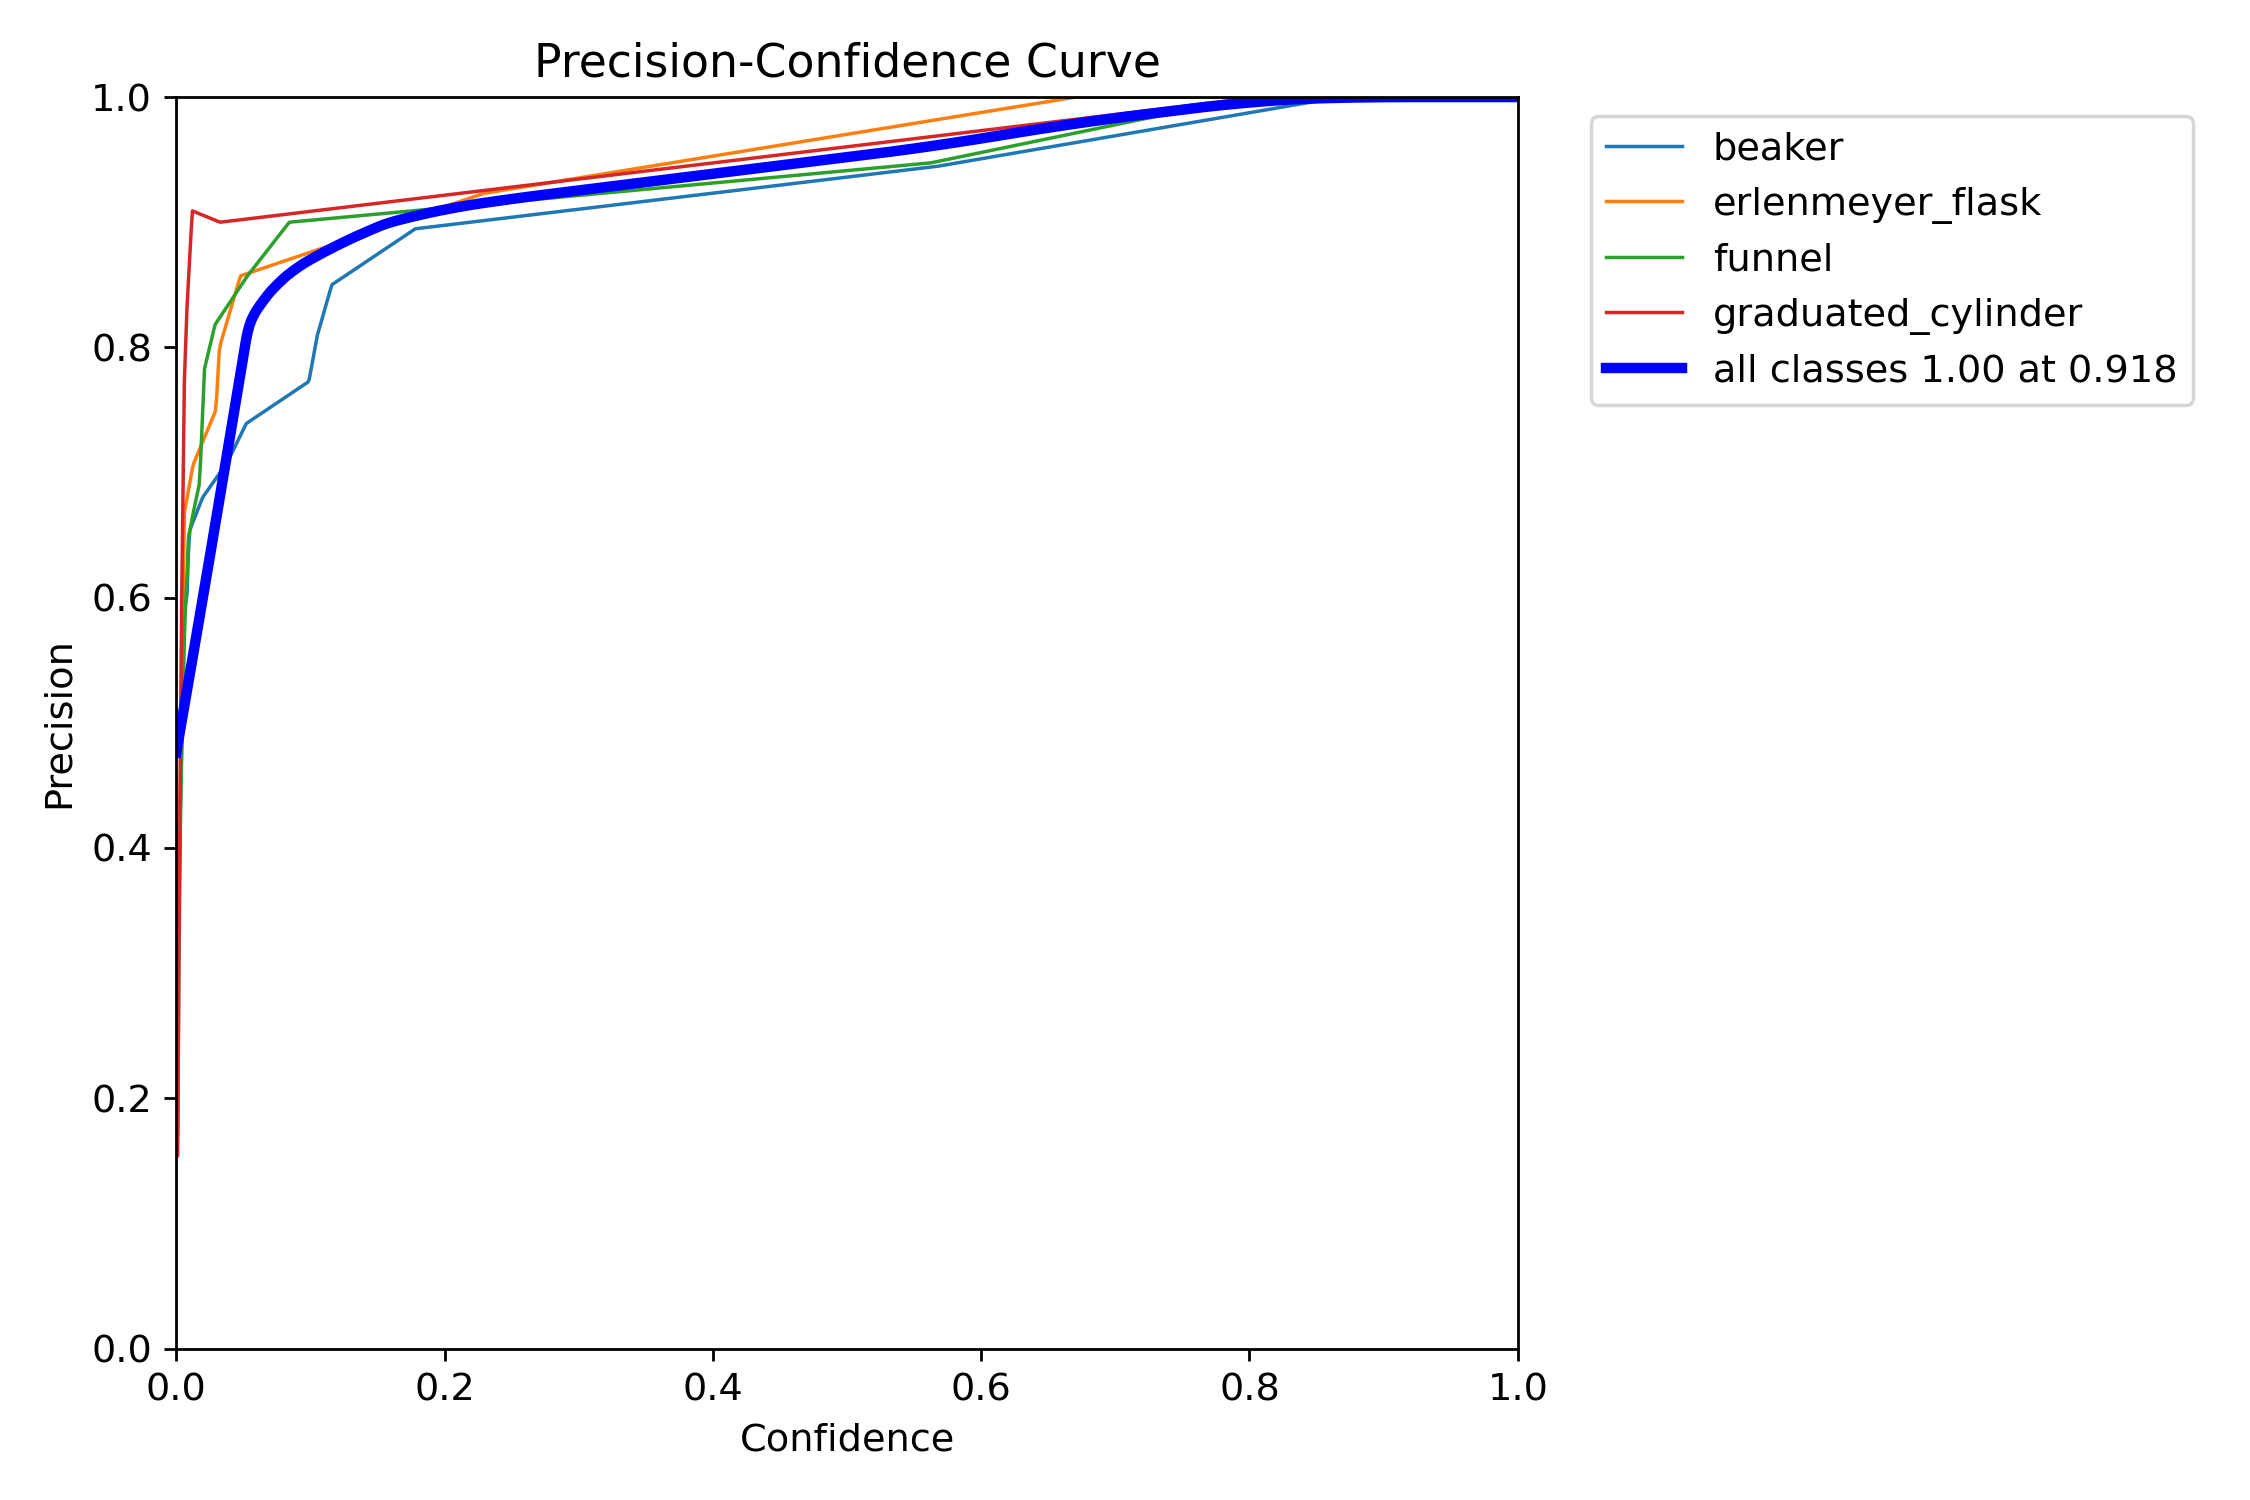 Precision-Confidence Curve
1.0
0.8
0.6
0.4
0.2
0.0
Precision
0.0 0.2 0.4 0.6 0.8 1.0
Confidence
beaker
erlenmeyer_flask
funnel
graduated_cylinder
all classes 1.00 at 0.918